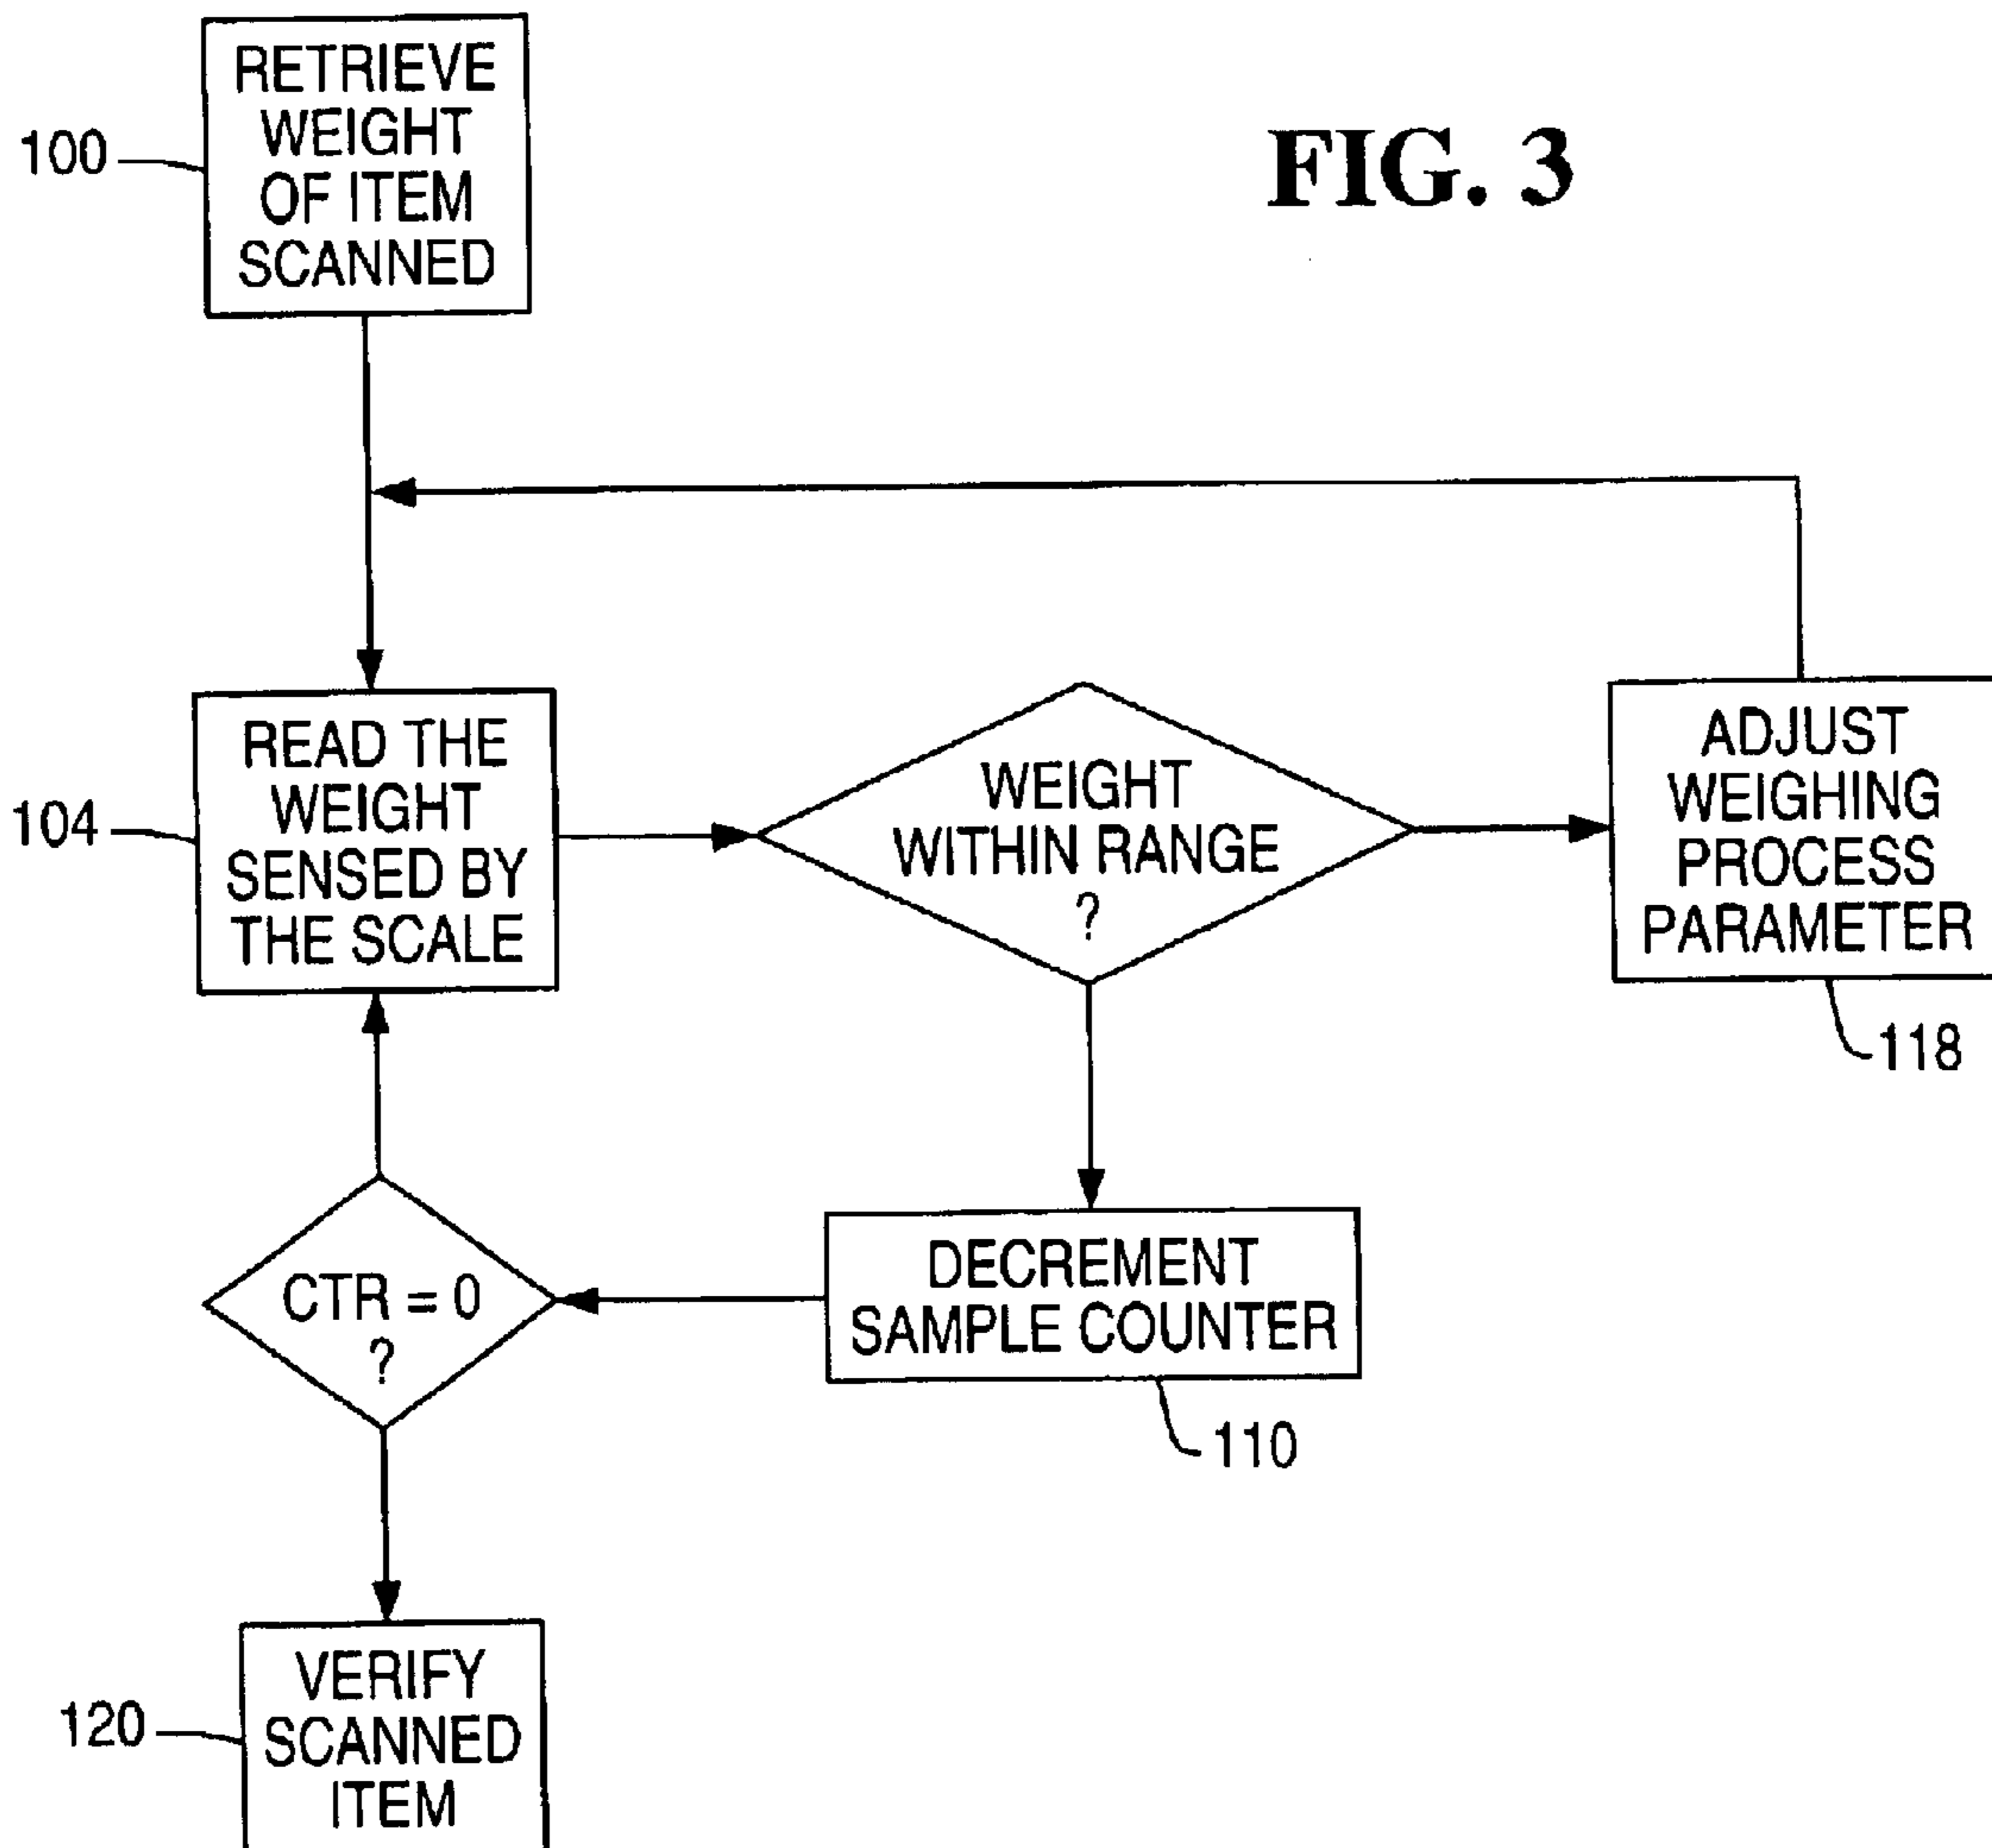 RETRIEVE
WEIGHT
OF ITEM
SCANNED
100
FIG. 3
READ THE
WEIGHT
SENSED BY
THE SCALE
104
WEIGHT
WITHIN RANGE
?
ADJUST
WEIGHING
PROCESS
PARAMETER
118
DECREMENT
SAMPLE COUNTER
110
CTR = 0
?
VERIFY
SCANNED
ITEM
120